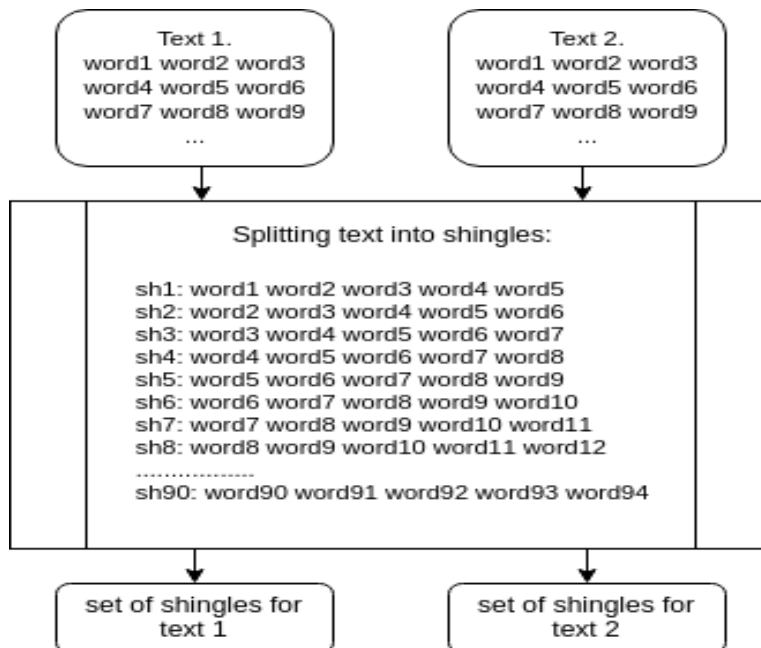 Text 1.
word1 word2 word3
word4 word5 word6
word7 word8 word9
...
Text 2.
word1 word2 word3
word4 word5 word6
word7 word8 word9
...
Splitting text into shingles:
sh1: word1 word2 word3 word4 word5
sh2: word2 word3 word4 word5 word6
sh3: word3 word4 word5 word6 word7
sh4: word4 word5 word6 word7 word8
sh5: word5 word6 word7 word8 word9
sh6: word6 word7 word8 word9 word10
sh7: word7 word8 word9 word10 word11
sh8: word8 word9 word10 word11 word12
.................
sh90: word90 word91 word92 word93 word94
set of shingles for
text 1
set of shingles for
text 2